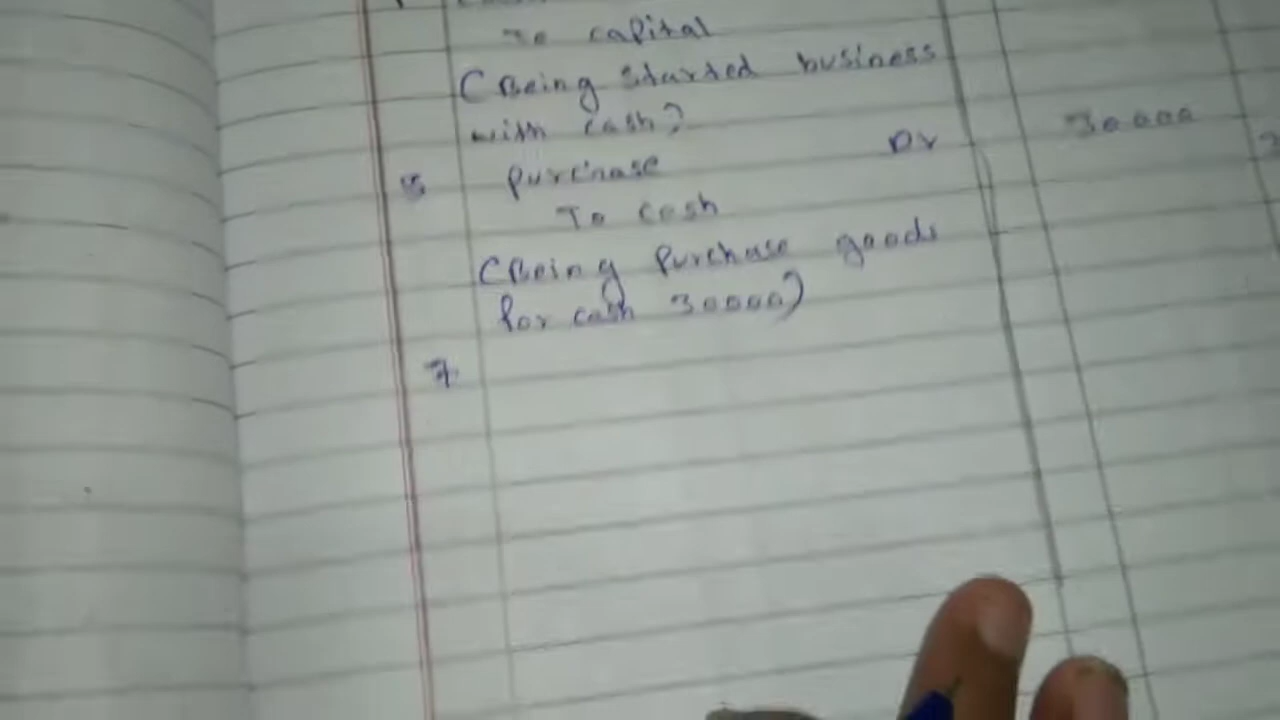 To capital
(Being started business
with cash)
5 purchase Dr 30000
To cash
(Being Purchase goods
for cash 30000)
7